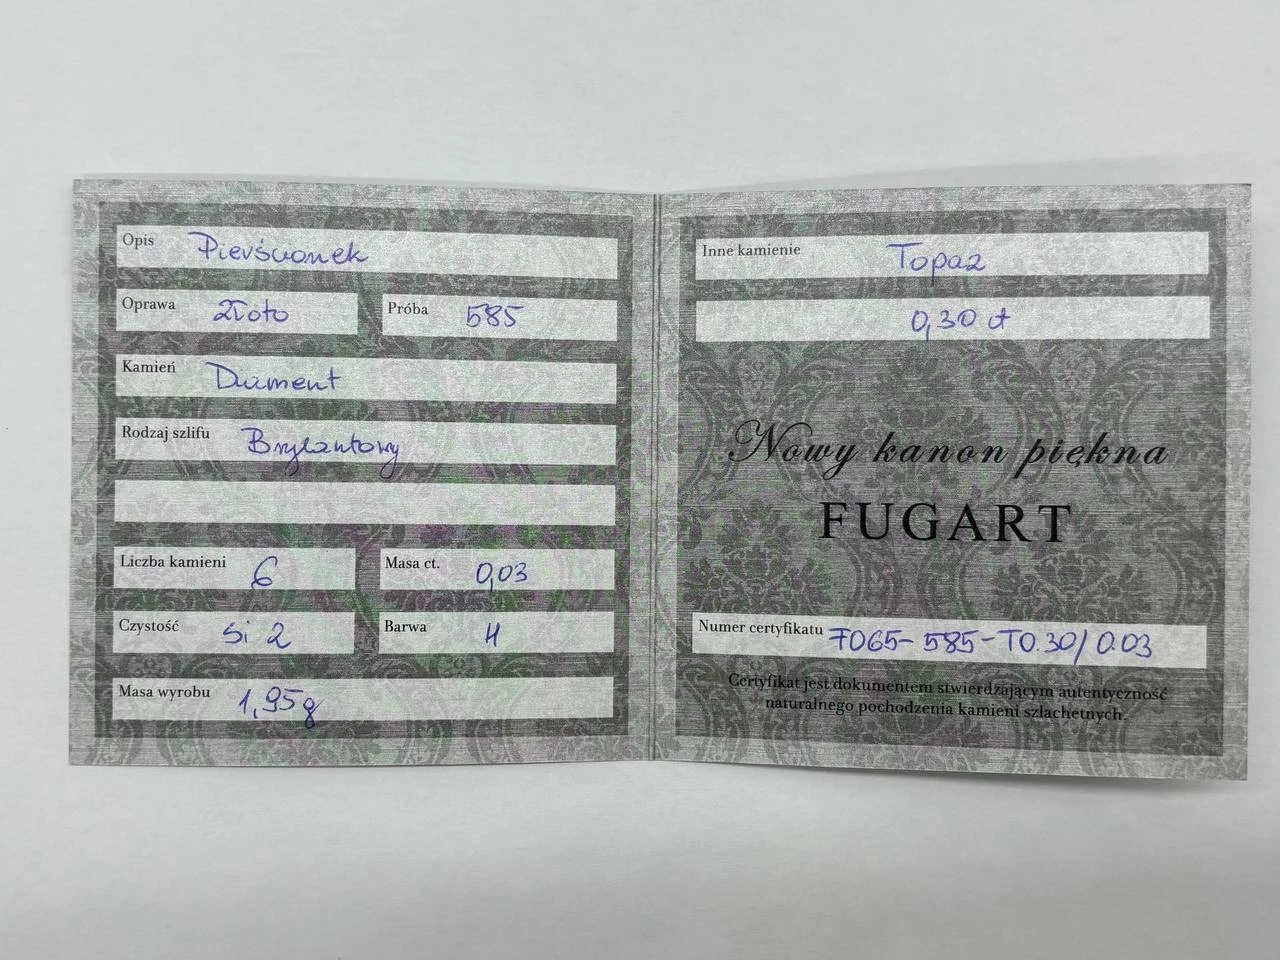 Opis Pierścionek
Oprawa Złoto Próba 585
Kamień Diament
Rodzaj szlifu Brylantowy
Liczba kamieni 6 Masa ct. 0,03
Czystość Si 2 Barwa H
Masa wyrobu 1,95g
Inne kamienie Topaz
0,30 ct
Nowy kanon piękna
FUGART
Numer certyfikatu 7065-585-T0.30/0.03
Certyfikat jest dokumentem stwierdzającym autentyczność
naturalnego pochodzenia kamieni szlachetnych.